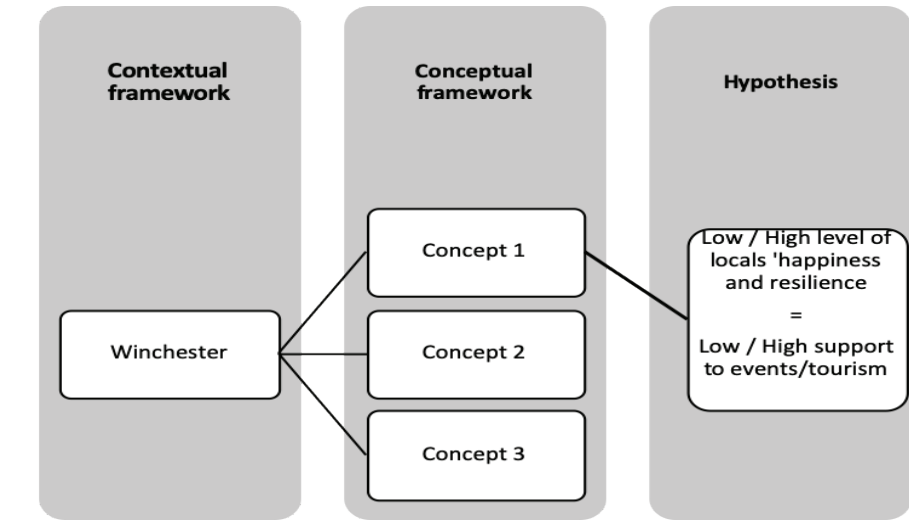 Contextual
framework
Conceptual
framework
Hypothesis
Winchester
Concept 1
Concept 2
Concept 3
Low / High level of
locals 'happiness
and resilience
=
Low / High support
to events/tourism